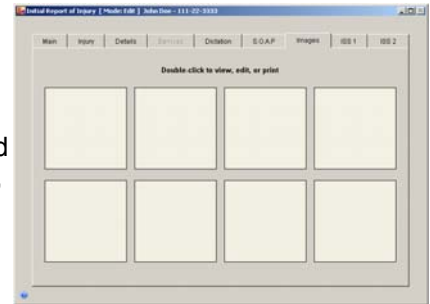 Initial Report of Injury [ Mode: Edit ] John Doe - 111-22-3333
Main Injury Details Services Dictation S.O.A.P Images ISS 1 ISS 2
Double-click to view, edit, or print
d